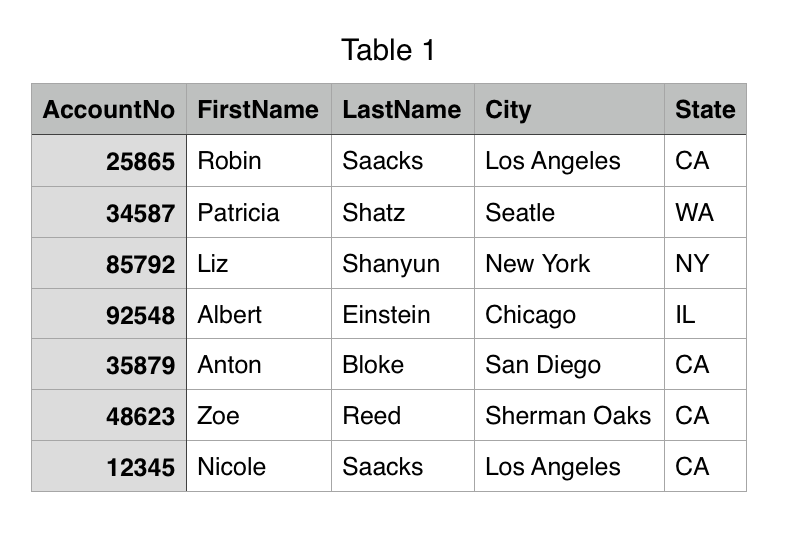 Table 1
AccountNo FirstName LastName City State
25865 Robin Saacks Los Angeles CA
34587 Patricia Shatz Seatle WA
85792 Liz Shanyun New York NY
92548 Albert Einstein Chicago IL
35879 Anton Bloke San Diego CA
48623 Zoe Reed Sherman Oaks CA
12345 Nicole Saacks Los Angeles CA